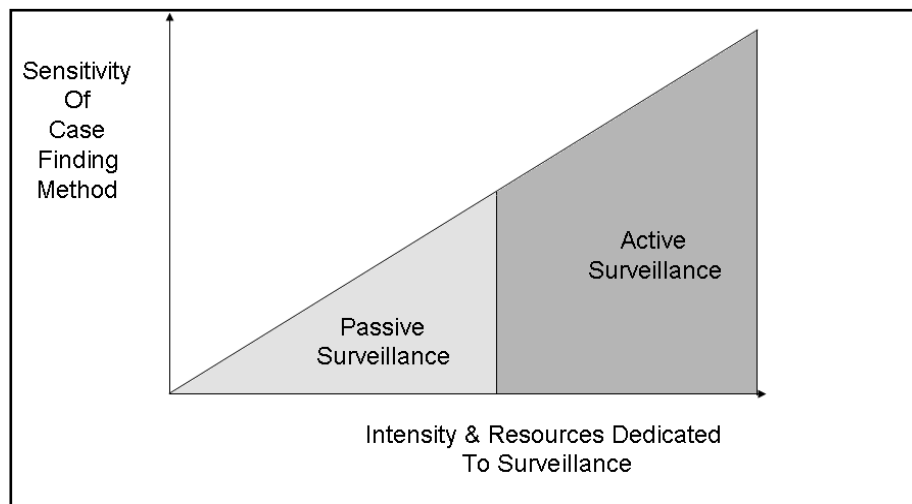 Sensitivity
Of
Case
Finding
Method
Active
Surveillance
Passive
Surveillance
Intensity & Resources Dedicated
To Surveillance